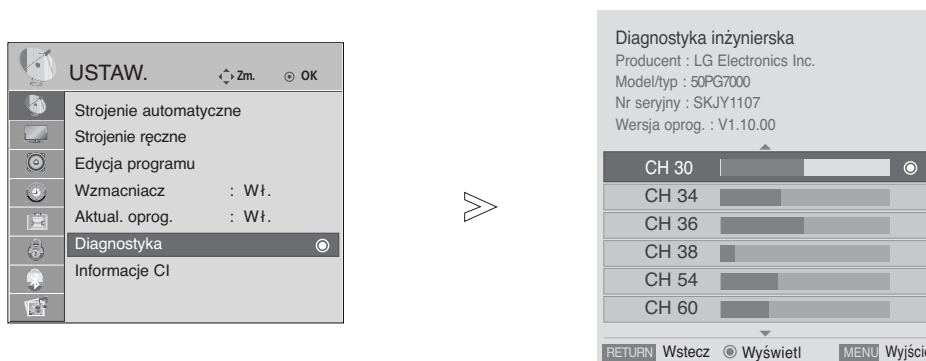 USTAW.
Zm.
OK
Strojenie automatyczne
Strojenie ręczne
Edycja programu
Wzmacniacz : Wł.
Aktual. oprog. : Wł.
Diagnostyka
Informacje CI
Diagnostyka inżynierska
Producent : LG Electronics Inc.
Model/typ : 50PG7000
Nr seryjny : SKJY1107
Wersja oprog. : V1.10.00
CH 30
CH 34
CH 36
CH 38
CH 54
CH 60
RETURN Wstecz Wyświetl MENU Wyjście